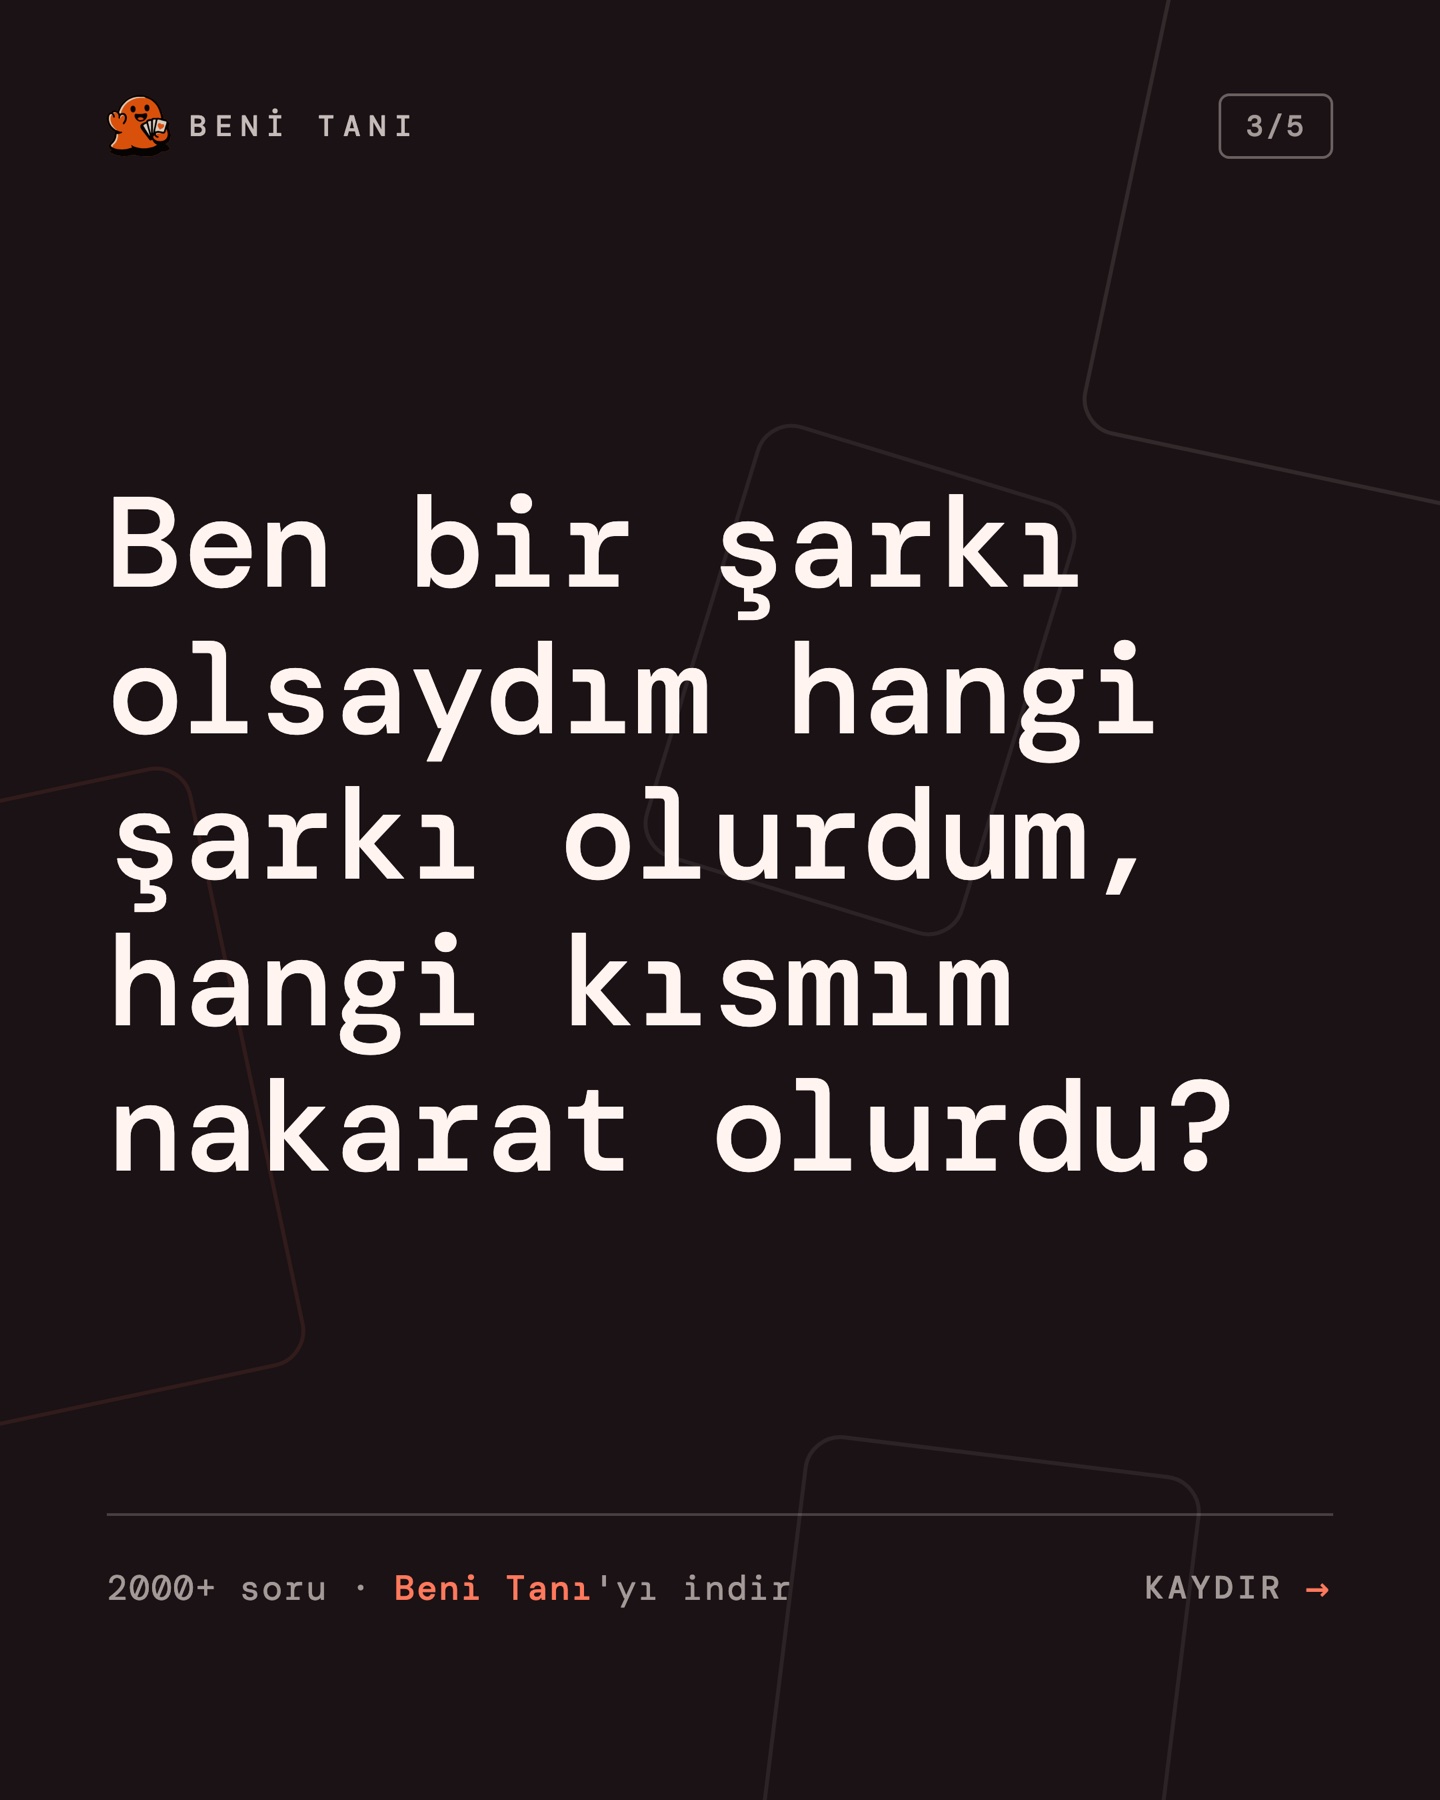 BENİ TANI
3/5
Ben bir şarkı
olsaydım hangi
şarkı olurdum,
hangi kısmım
nakarat olurdu?
2000+ soru · Beni Tanı'yı indir
KAYDIR →